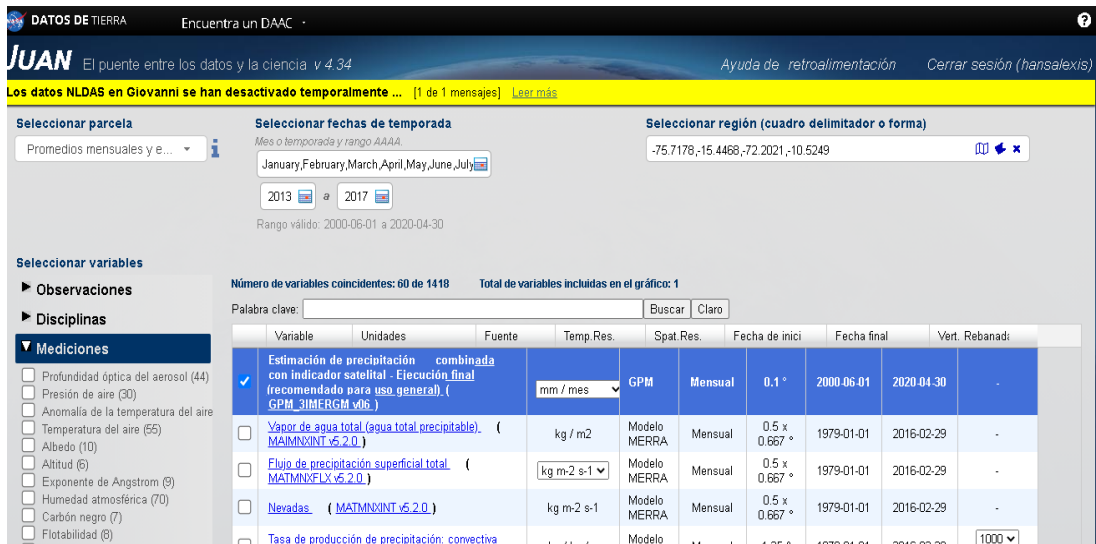 DATOS DE TIERRA Encuentra un DAAC
JUAN El puente entre los datos y la ciencia v 4.34 Ayuda de retroalimentación Cerrar sesión (hansalexis)
Los datos NLDAS en Giovanni se han desactivado temporalmente ... [1 de 1 mensajes] Leer más
Seleccionar parcela
Promedios mensuales y e...
Seleccionar fechas de temporada
Mes o temporada y rango AAAA.
January,February,March,April,May,June,July
2013 a 2017
Rango válido: 2000-06-01 a 2020-04-30
Seleccionar región (cuadro delimitador o forma)
-75.7178,-15.4468,-72.2021,-10.5249
Seleccionar variables
Observaciones
Disciplinas
Mediciones
Profundidad óptica del aerosol (44)
Presión de aire (30)
Anomalía de la temperatura del aire
Temperatura del aire (55)
Albedo (10)
Altitud (6)
Exponente de Angstrom (9)
Humedad atmosférica (70)
Carbón negro (7)
Flotabilidad (8)
Número de variables coincidentes: 60 de 1418 Total de variables incluidas en el gráfico: 1
Palabra clave: Buscar Claro
Variable Unidades Fuente Temp.Res. Spat.Res. Fecha de inici Fecha final Vert. Rebanada
Estimación de precipitación combinada
con indicador satelital - Ejecución final
(recomendado para uso general) (
GPM_3IMERGM v06 )
mm / mes GPM Mensual 0.1 ° 2000-06-01 2020-04-30 -
Vapor de agua total (agua total precipitable) (
MAIMNXINT v5.2.0 )
kg / m2 Modelo MERRA Mensual 0.5 x 0.667 ° 1979-01-01 2016-02-29 -
Flujo de precipitación superficial total (
MATMNXFLX v5.2.0 )
kg m-2 s-1 Modelo MERRA Mensual 0.5 x 0.667 ° 1979-01-01 2016-02-29 -
Nevadas ( MATMNXINT v5.2.0 ) kg m-2 s-1 Modelo MERRA Mensual 0.5 x 0.667 ° 1979-01-01 2016-02-29 -
Tasa de producción de precipitación: convectiva Modelo 1000